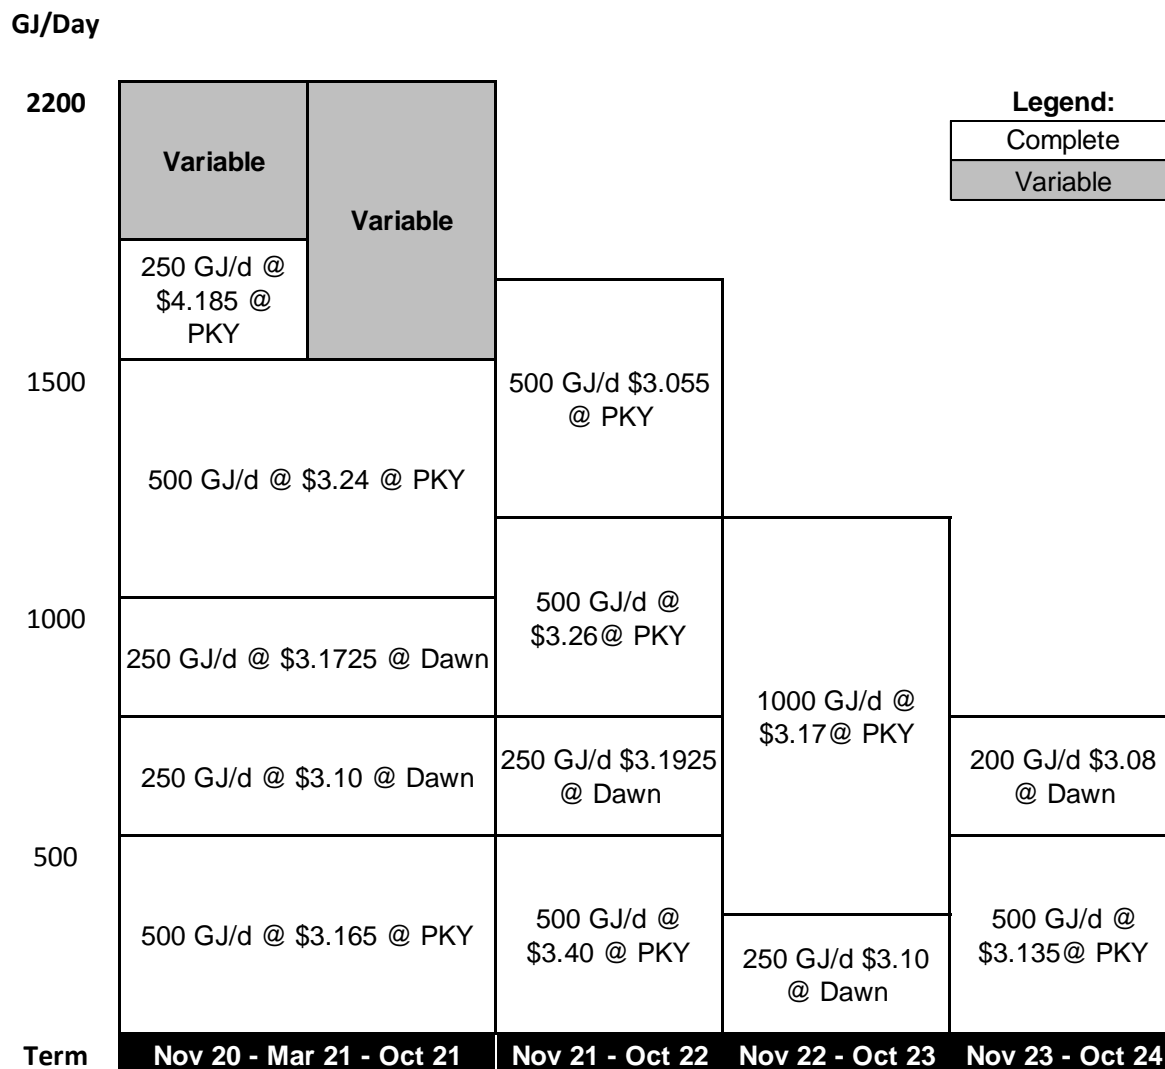 GJ/Day
2200
Legend:
Complete
Variable
Variable
Variable
250 GJ/d @
$4.185 @
PKY
1500
500 GJ/d $3.055
@ PKY
500 GJ/d @ $3.24 @ PKY
1000
500 GJ/d @
$3.26@ PKY
250 GJ/d @ $3.1725 @ Dawn
1000 GJ/d @
$3.17@ PKY
250 GJ/d @ $3.10 @ Dawn
250 GJ/d $3.1925
@ Dawn
200 GJ/d $3.08
@ Dawn
500
500 GJ/d @ $3.165 @ PKY
500 GJ/d @
$3.40 @ PKY
250 GJ/d $3.10
@ Dawn
500 GJ/d @
$3.135@ PKY
Term
Nov 20 - Mar 21 - Oct 21
Nov 21 - Oct 22
Nov 22 - Oct 23
Nov 23 - Oct 24